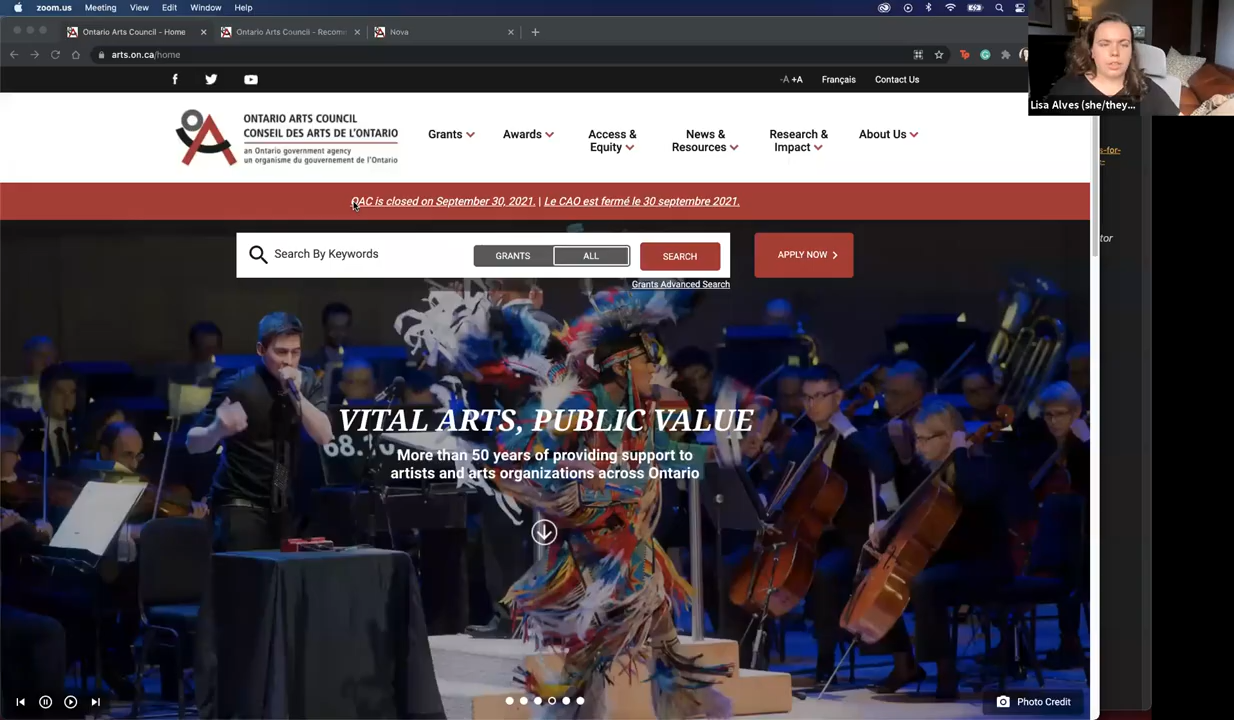 zoom.us Meeting View Edit Window Help
Ontario Arts Council - Home
Ontario Arts Council - Recomm
Nova
arts.on.ca/home
-A +A
Français
Contact Us
ONTARIO ARTS COUNCIL
CONSEIL DES ARTS DE L'ONTARIO
an Ontario government agency
un organisme du gouvernement de l'Ontario
Grants
Awards
Access &
Equity
News &
Resources
Research &
Impact
About Us
OAC is closed on September 30, 2021. | Le CAO est fermé le 30 septembre 2021.
Search By Keywords
GRANTS
ALL
SEARCH
APPLY NOW
Grants Advanced Search
VITAL ARTS, PUBLIC VALUE
More than 50 years of providing support to
artists and arts organizations across Ontario
Photo Credit
Lisa Alves (she/they...
s-for-
tor